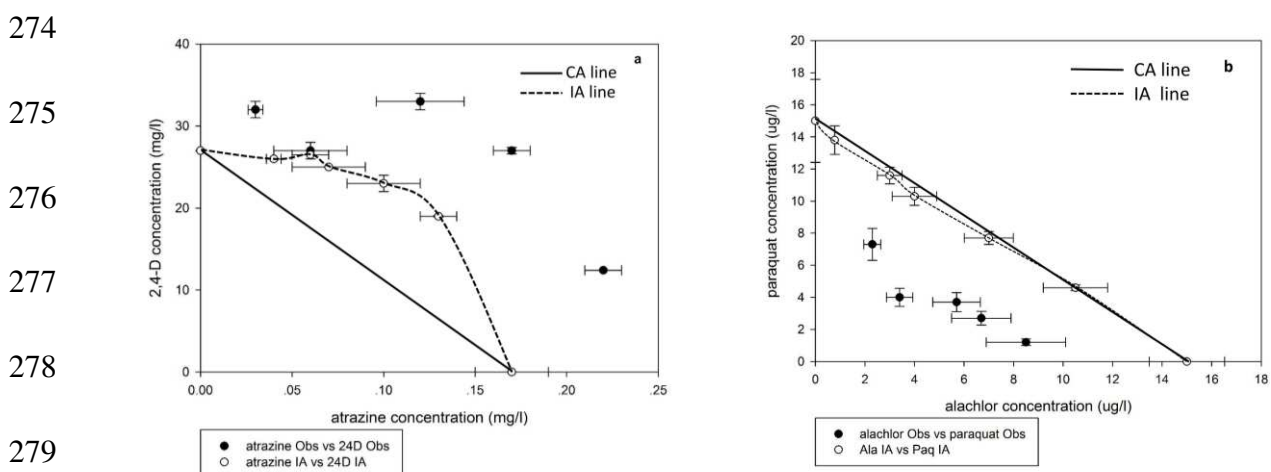 274
275
276
277
278
279
a
CA line
IA line
40
30
20
10
0
2,4-D concentration (mg/l)
0.00
.05
.10
.15
.20
.25
atrazine concentration (mg/l)
atrazine Obs vs 24D Obs
atrazine IA vs 24D IA
b
CA line
IA line
20
18
16
14
12
10
8
6
4
2
0
paraquat concentration (ug/l)
0
2
4
6
8
10
12
14
16
18
alachlor concentration (ug/l)
alachlor Obs vs paraquat Obs
Ala IA vs Paq IA